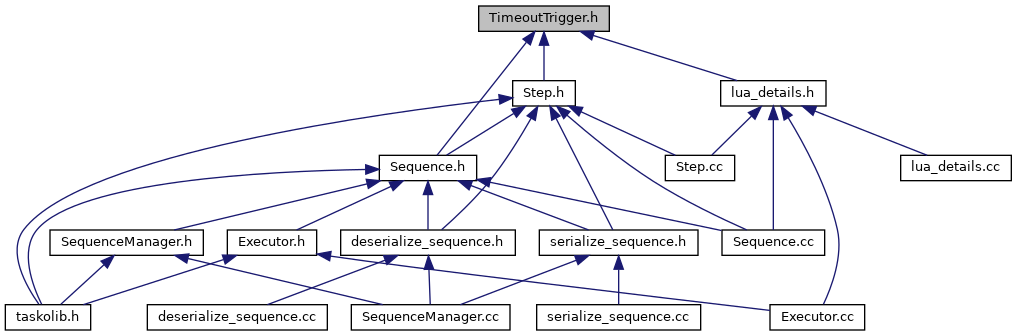 TimeoutTrigger.h
Step.h
lua_details.h
Sequence.h
Step.cc
lua_details.cc
SequenceManager.h
Executor.h
deserialize_sequence.h
serialize_sequence.h
Sequence.cc
taskolib.h
deserialize_sequence.cc
SequenceManager.cc
serialize_sequence.cc
Executor.cc